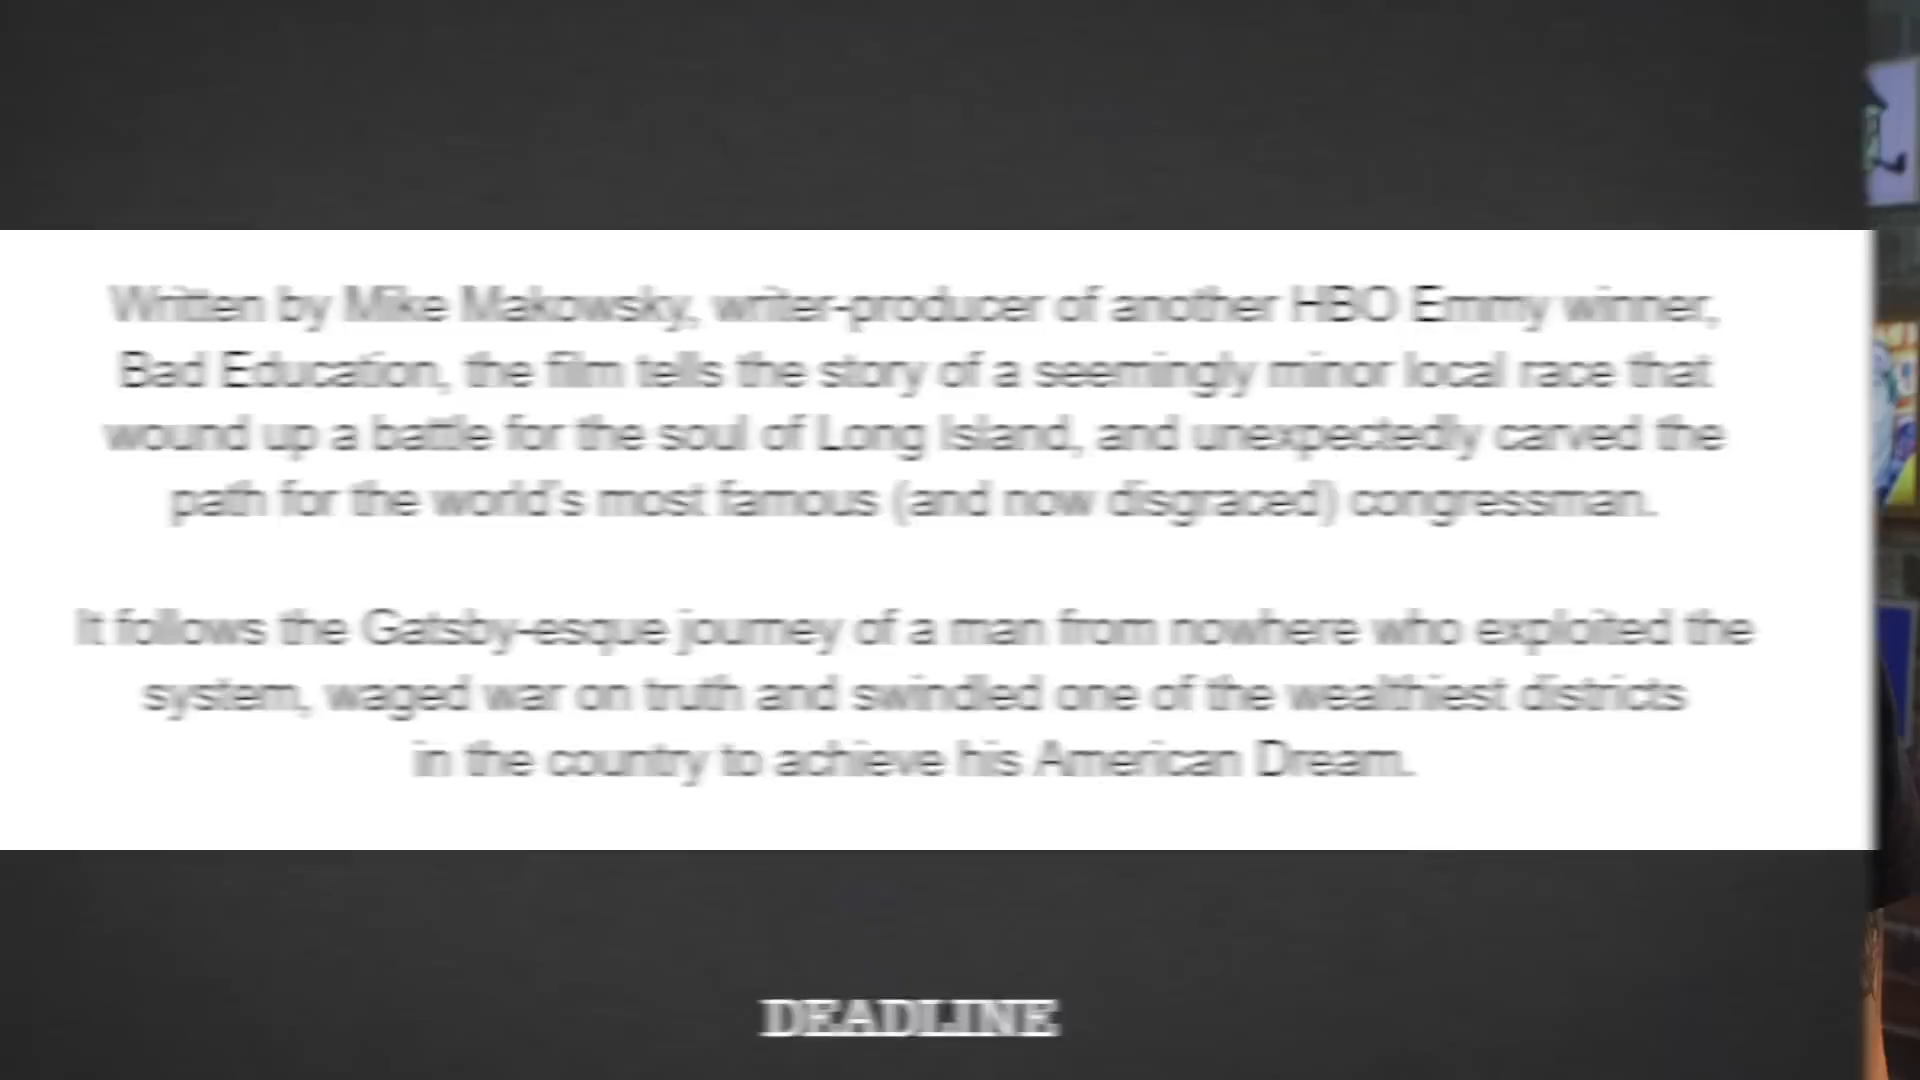 Written by Mike Makowsky, writer-producer of another HBO Emmy winner,
Bad Education, the film tells the story of a seemingly minor local race that
wound up a battle for the soul of Long Island, and unexpectedly carved the
path for the world's most famous (and now disgraced) congressman.
It follows the Gatsby-esque journey of a man from nowhere who exploited the
system, waged war on truth and swindled one of the wealthiest districts
in the country to achieve his American Dream.
DEADLINE